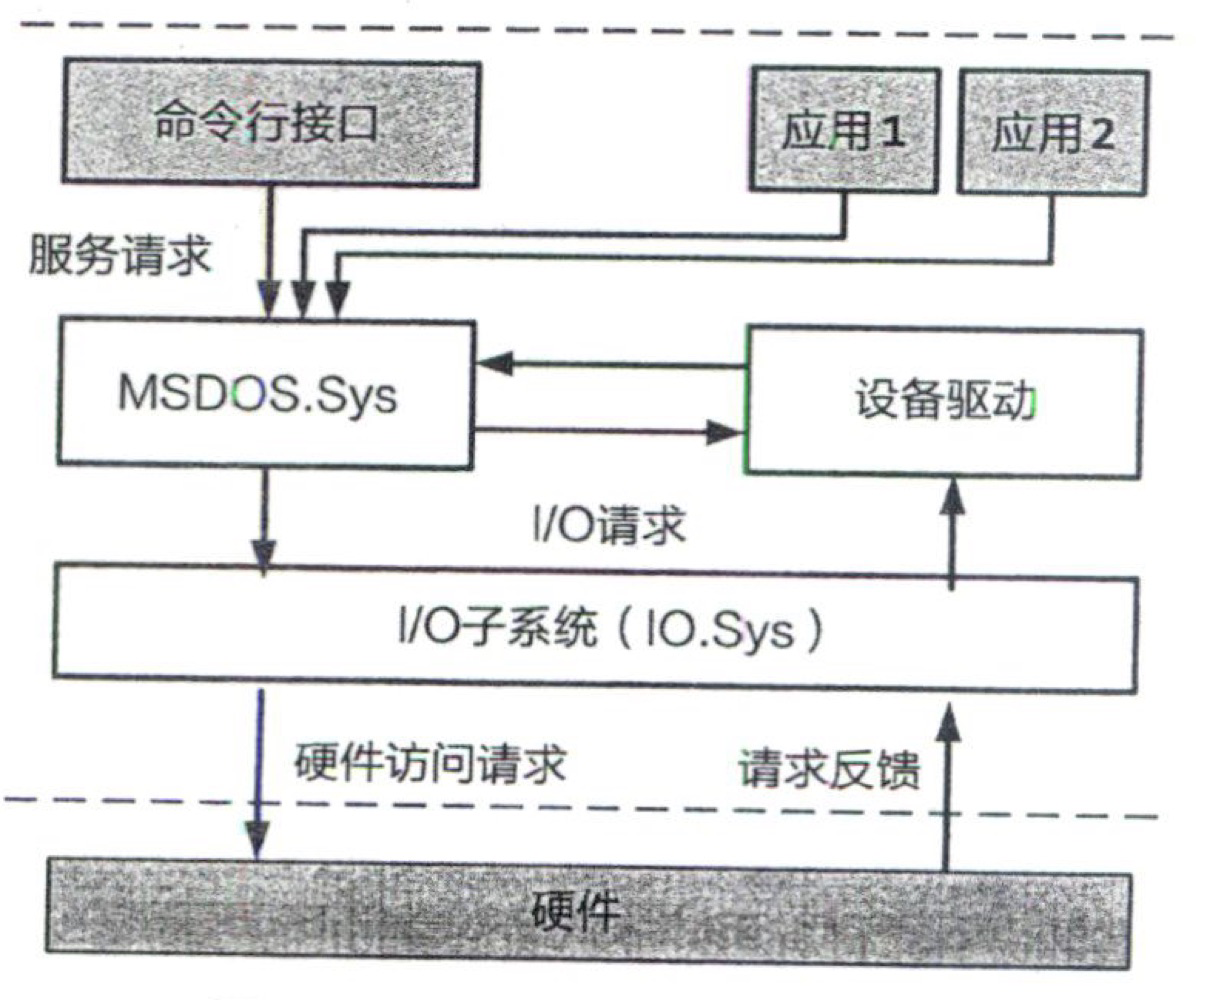 命令行接口
应用1
应用2
服务请求
MSDOS.Sys
设备驱动
I/O请求
I/O子系统（IO.Sys）
硬件访问请求
请求反馈
硬件